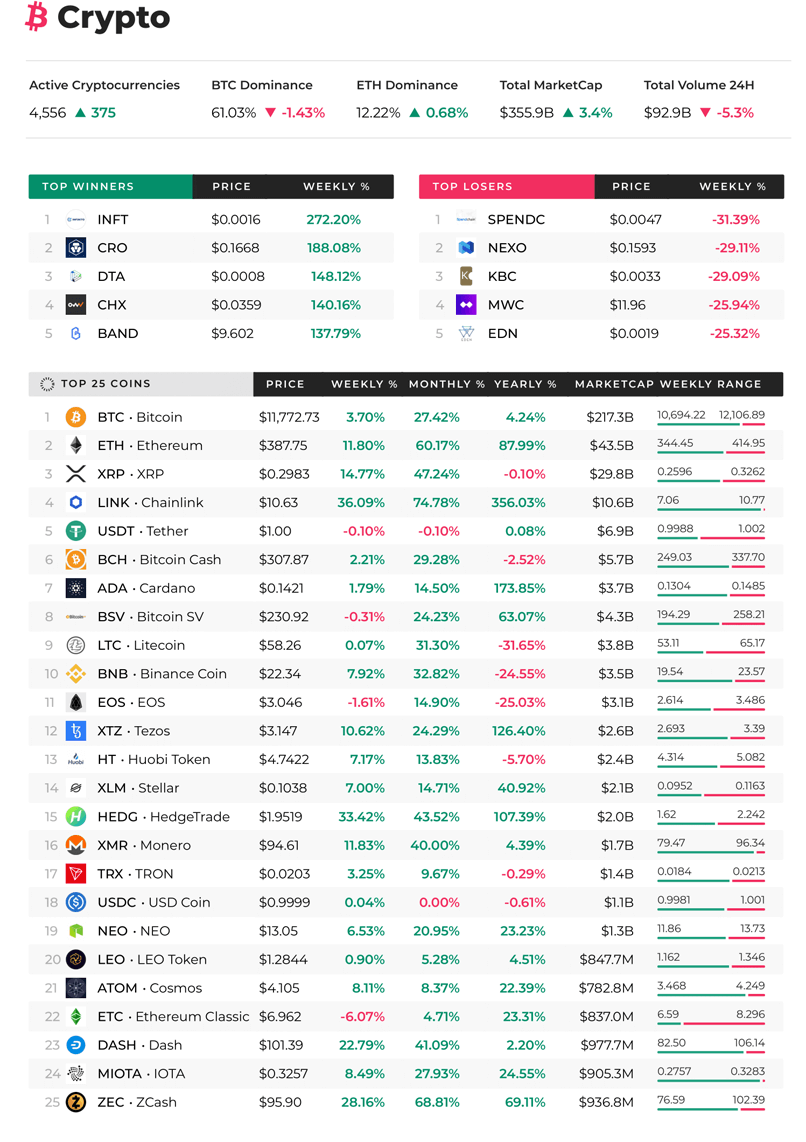 Crypto
Active Cryptocurrencies BTC Dominance ETH Dominance Total MarketCap Total Volume 24H
4,556 ▲ 375 61.03% ▼ -1.43% 12.22% ▲ 0.68% $355.9B ▲ 3.4% $92.9B ▼ -5.3%
TOP WINNERS PRICE WEEKLY %
1 INFT $0.0016 272.20%
2 CRO $0.1668 188.08%
3 DTA $0.0008 148.12%
4 CHX $0.0359 140.16%
5 BAND $9.602 137.79%
TOP LOSERS PRICE WEEKLY %
1 SPENDC $0.0047 -31.39%
2 NEXO $0.1593 -29.11%
3 KBC $0.0033 -29.09%
4 MWC $11.96 -25.94%
5 EDN $0.0019 -25.32%
TOP 25 COINS PRICE WEEKLY % MONTHLY % YEARLY % MARKETCAP WEEKLY RANGE
1 BTC · Bitcoin $11,772.73 3.70% 27.42% 4.24% $217.3B 10,694.22 12,106.89
2 ETH · Ethereum $387.75 11.80% 60.17% 87.99% $43.5B 344.45 414.95
3 XRP · XRP $0.2983 14.77% 47.24% -0.10% $29.8B 0.2596 0.3262
4 LINK · Chainlink $10.63 36.09% 74.78% 356.03% $10.6B 7.06 10.77
5 USDT · Tether $1.00 -0.10% -0.10% 0.08% $6.9B 0.9988 1.002
6 BCH · Bitcoin Cash $307.87 2.21% 29.28% -2.52% $5.7B 249.03 337.70
7 ADA · Cardano $0.1421 1.79% 14.50% 173.85% $3.7B 0.1304 0.1485
8 BSV · Bitcoin SV $230.92 -0.31% 24.23% 63.07% $4.3B 194.29 258.21
9 LTC · Litecoin $58.26 0.07% 31.30% -31.65% $3.8B 53.11 65.17
10 BNB · Binance Coin $22.34 7.92% 32.82% -24.55% $3.5B 19.54 23.57
11 EOS · EOS $3.046 -1.61% 14.90% -25.03% $3.1B 2.614 3.486
12 XTZ · Tezos $3.147 10.62% 24.29% 126.40% $2.6B 2.693 3.39
13 Huobi HT · Huobi Token $4.7422 7.17% 13.83% -5.70% $2.4B 4.314 5.082
14 XLM · Stellar $0.1038 7.00% 14.71% 40.92% $2.1B 0.0952 0.1163
15 HEDG · HedgeTrade $1.9519 33.42% 43.52% 107.39% $2.0B 1.62 2.242
16 XMR · Monero $94.61 11.83% 40.00% 4.39% $1.7B 79.47 96.34
17 TRX · TRON $0.0203 3.25% 9.67% -0.29% $1.4B 0.0184 0.0213
18 USDC · USD Coin $0.9999 0.04% 0.00% -0.61% $1.1B 0.9981 1.001
19 NEO · NEO $13.05 6.53% 20.95% 23.23% $1.3B 11.86 13.73
20 LEO · LEO Token $1.2844 0.90% 5.28% 4.51% $847.7M 1.162 1.346
21 ATOM · Cosmos $4.105 8.11% 8.37% 22.39% $782.8M 3.468 4.249
22 ETC · Ethereum Classic $6.962 -6.07% 4.71% 23.31% $837.0M 6.59 8.296
23 DASH · Dash $101.39 22.79% 41.09% 2.20% $977.7M 82.50 106.14
24 MIOTA · IOTA $0.3257 8.49% 27.93% 24.55% $905.3M 0.2757 0.3283
25 ZEC · ZCash $95.90 28.16% 68.81% 69.11% $936.8M 76.59 102.39